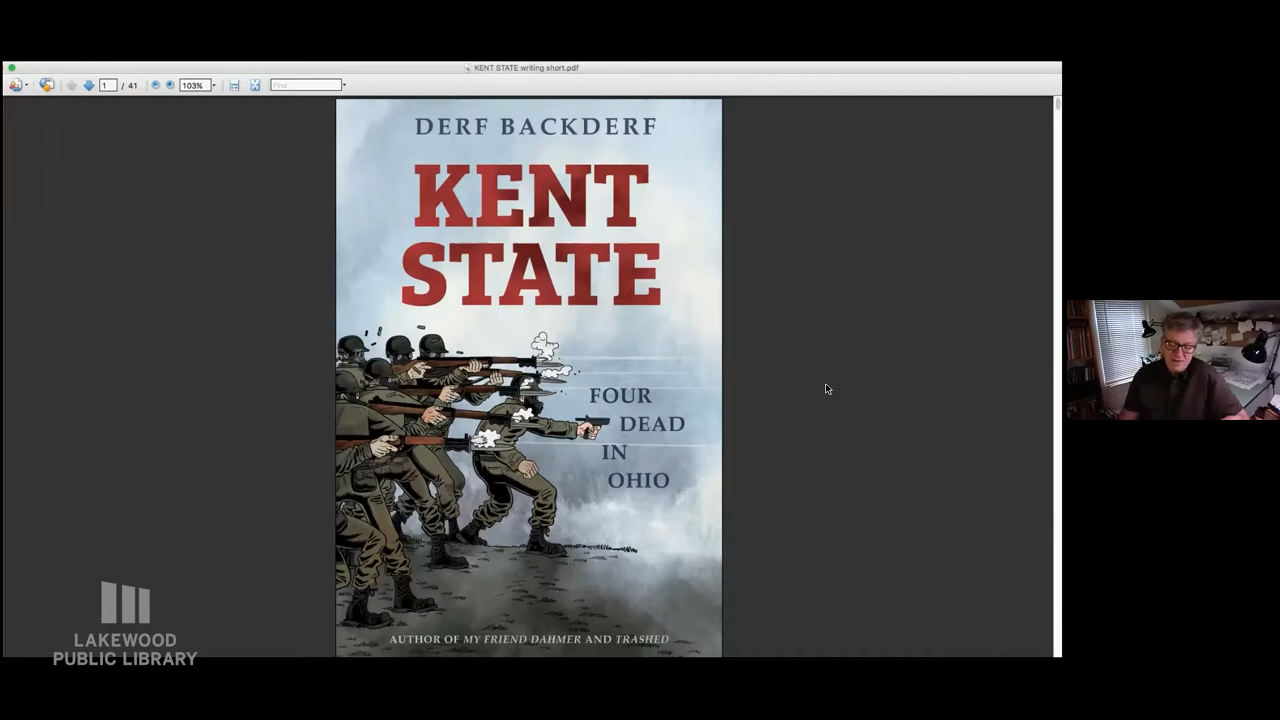 KENT STATE writing short.pdf
1 / 41
103%
Find
DERF BACKDERF
KENT
STATE
FOUR
DEAD
IN
OHIO
AUTHOR OF MY FRIEND DAHMER AND TRASHED
LAKEWOOD
PUBLIC LIBRARY